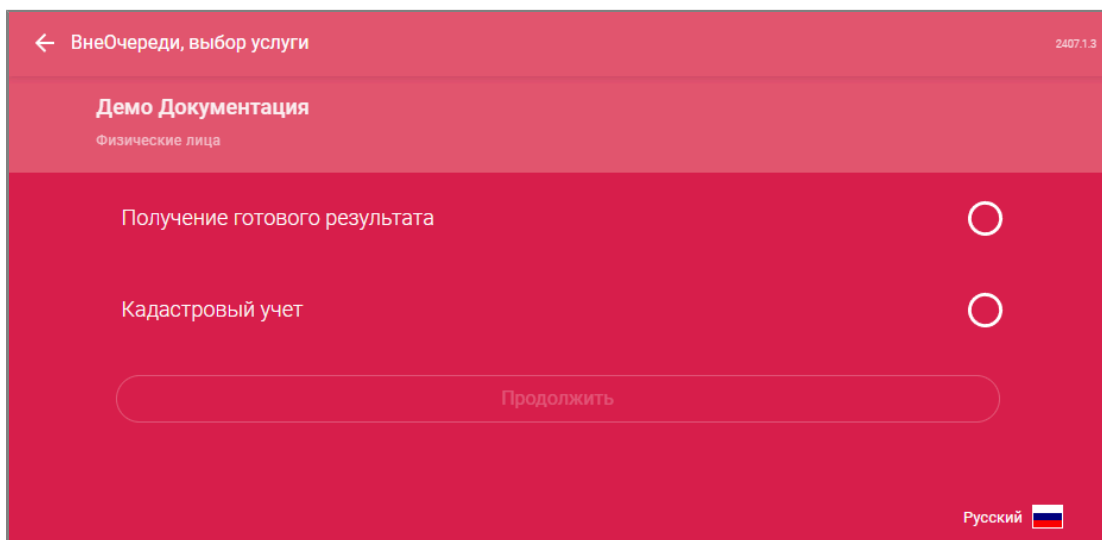 ВнеОчереди, выбор услуги
2407.1.3
Демо Документация
Физические лица
Получение готового результата
Кадастровый учет
Продолжить
Русский